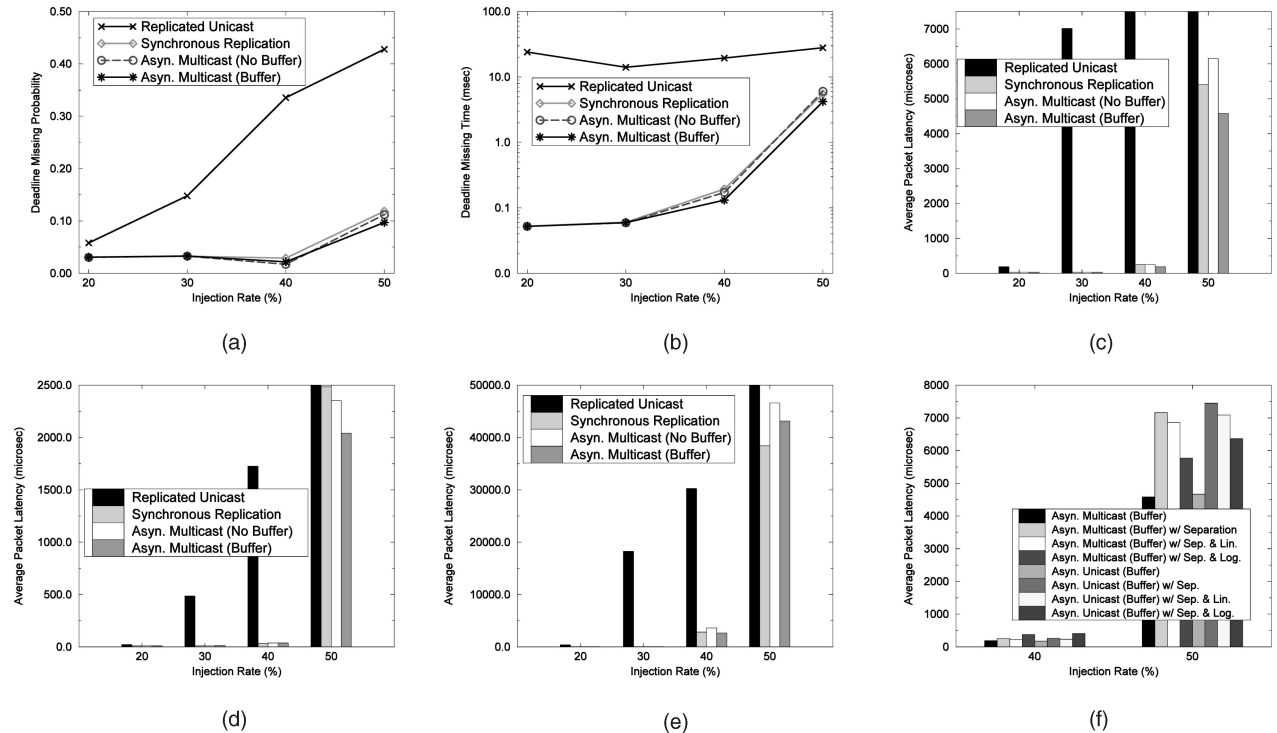 0.50
0.40
0.30
0.20
0.10
0.00
Deadline Missing Probability
Replicated Unicast
Synchronous Replication
Asyn. Multicast (No Buffer)
Asyn. Multicast (Buffer)
20 30 40 50
Injection Rate (%)
(a)
100.0
10.0
1.0
0.1
0.0
Deadline Missing Time (msec)
Replicated Unicast
Synchronous Replication
Asyn. Multicast (No Buffer)
Asyn. Multicast (Buffer)
20 30 40 50
Injection Rate (%)
(b)
7000
6000
5000
4000
3000
2000
1000
0
Average Packet Latency (microsec)
Replicated Unicast
Synchronous Replication
Asyn. Multicast (No Buffer)
Asyn. Multicast (Buffer)
20 30 40 50
Injection Rate (%)
(c)
2500.0
2000.0
1500.0
1000.0
500.0
0.0
Average Packet Latency (microsec)
Replicated Unicast
Synchronous Replication
Asyn. Multicast (No Buffer)
Asyn. Multicast (Buffer)
20 30 40 50
Injection Rate (%)
(d)
50000.0
40000.0
30000.0
20000.0
10000.0
0.0
Average Packet Latency (microsec)
Replicated Unicast
Synchronous Replication
Asyn. Multicast (No Buffer)
Asyn. Multicast (Buffer)
20 30 40 50
Injection Rate (%)
(e)
8000
7000
6000
5000
4000
3000
2000
1000
0
Average Packet Latency (microsec)
Asyn. Multicast (Buffer)
Asyn. Multicast (Buffer) w/ Separation
Asyn. Multicast (Buffer) w/ Sep. & Lin.
Asyn. Multicast (Buffer) w/ Sep. & Log.
Asyn. Unicast (Buffer)
Asyn. Unicast (Buffer) w/ Sep.
Asyn. Unicast (Buffer) w/ Sep. & Lin.
Asyn. Unicast (Buffer) w/ Sep. & Log.
40 50
Injection Rate (%)
(f)